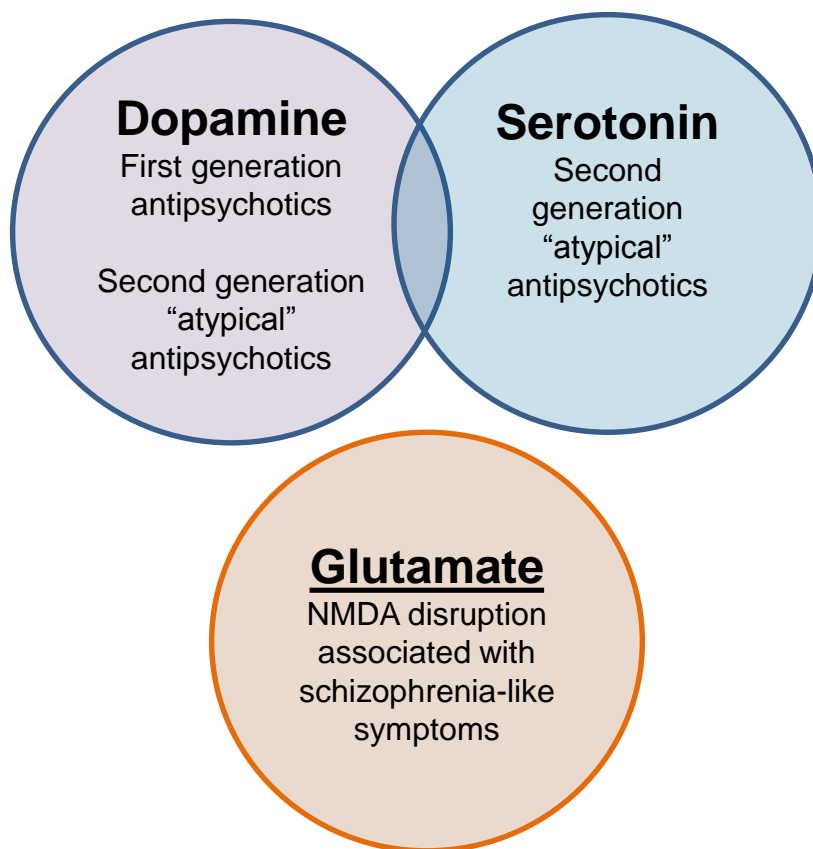 Dopamine
First generation
antipsychotics
Second generation
“atypical”
antipsychotics
Serotonin
Second
generation
“atypical”
antipsychotics
Glutamate
NMDA disruption
associated with
schizophrenia-like
symptoms